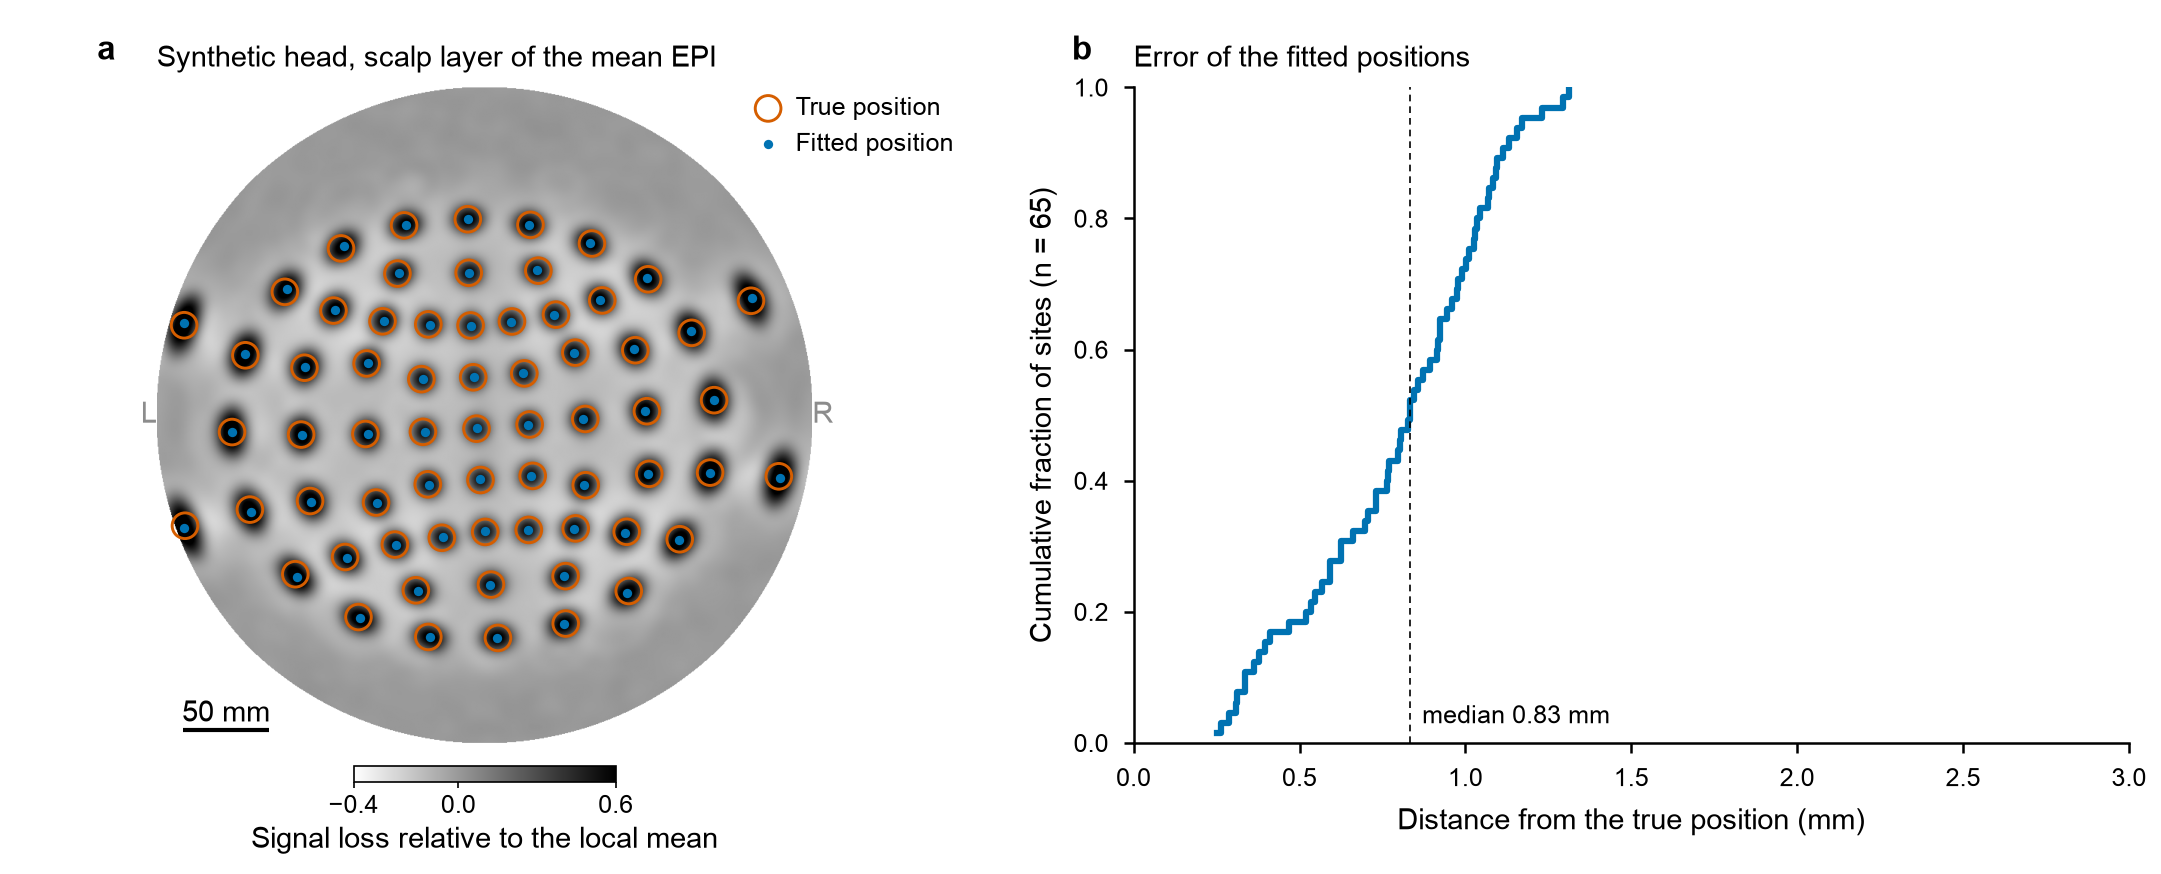 a
Synthetic head, scalp layer of the mean EPI
True position
Fitted position
L
R
50 mm
−0.4 0.0 0.6
Signal loss relative to the local mean
b
Error of the fitted positions
Cumulative fraction of sites (n = 65)
1.0
0.8
0.6
0.4
0.2
0.0
median 0.83 mm
0.0 0.5 1.0 1.5 2.0 2.5 3.0
Distance from the true position (mm)